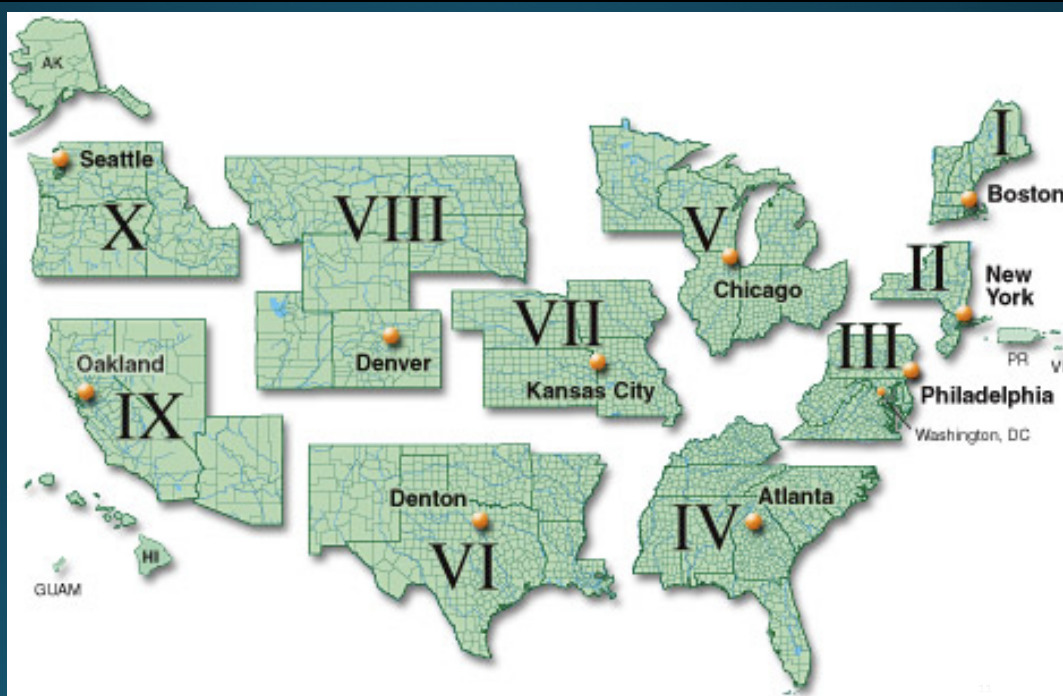 AK
Seattle
X
VIII
V
Chicago
I
Boston
II
New
York
PR
III
Philadelphia
Washington, DC
Oakland
IX
Denver
VII
Kansas City
Denton
VI
Atlanta
IV
HI
GUAM